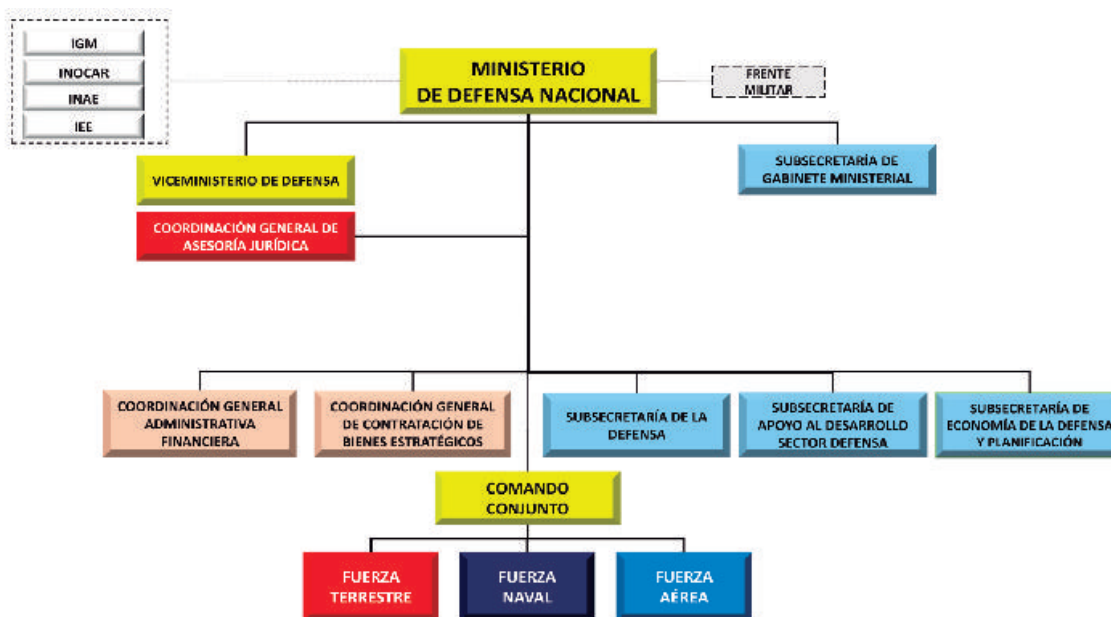 IGM
INOCAR
INAE
IEE
MINISTERIO
DE DEFENSA NACIONAL
FRENTE
MILITAR
VICEMINISTERIO DE DEFENSA
SUBSECRETARÍA DE
GABINETE MINISTERIAL
COORDINACIÓN GENERAL DE
ASESORÍA JURÍDICA
COORDINACIÓN GENERAL
ADMINISTRATIVA
FINANCIERA
COORDINACIÓN GENERAL
DE CONTRATACIÓN DE
BIENES ESTRATÉGICOS
SUBSECRETARÍA DE LA
DEFENSA
SUBSECRETARÍA DE
APOYO AL DESARROLLO
SECTOR DEFENSA
SUBSECRETARÍA DE
ECONOMÍA DE LA DEFENSA
Y PLANIFICACIÓN
COMANDO
CONJUNTO
FUERZA
TERRESTRE
FUERZA
NAVAL
FUERZA
AÉREA